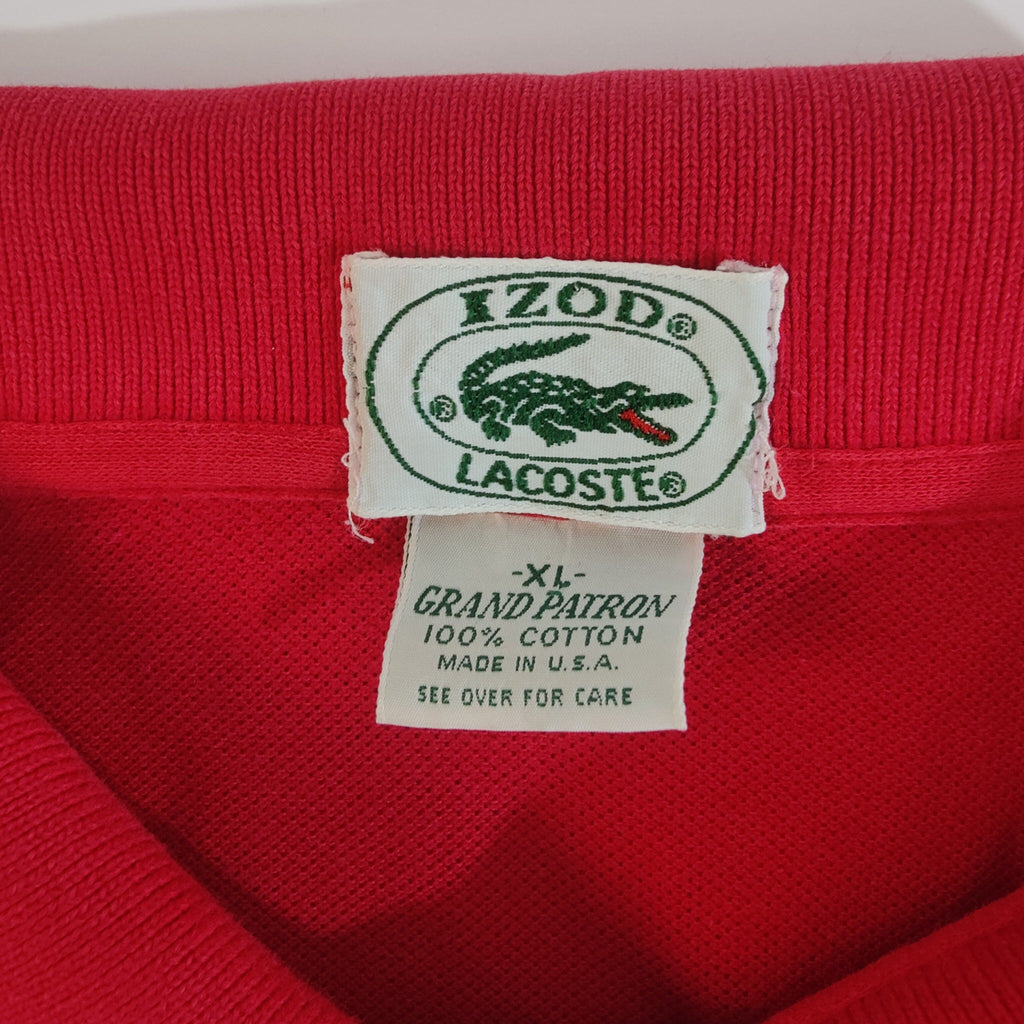 IZOD®
®
LACOSTE®
-XL-
GRAND PATRON
100% COTTON
MADE IN U.S.A.
SEE OVER FOR CARE